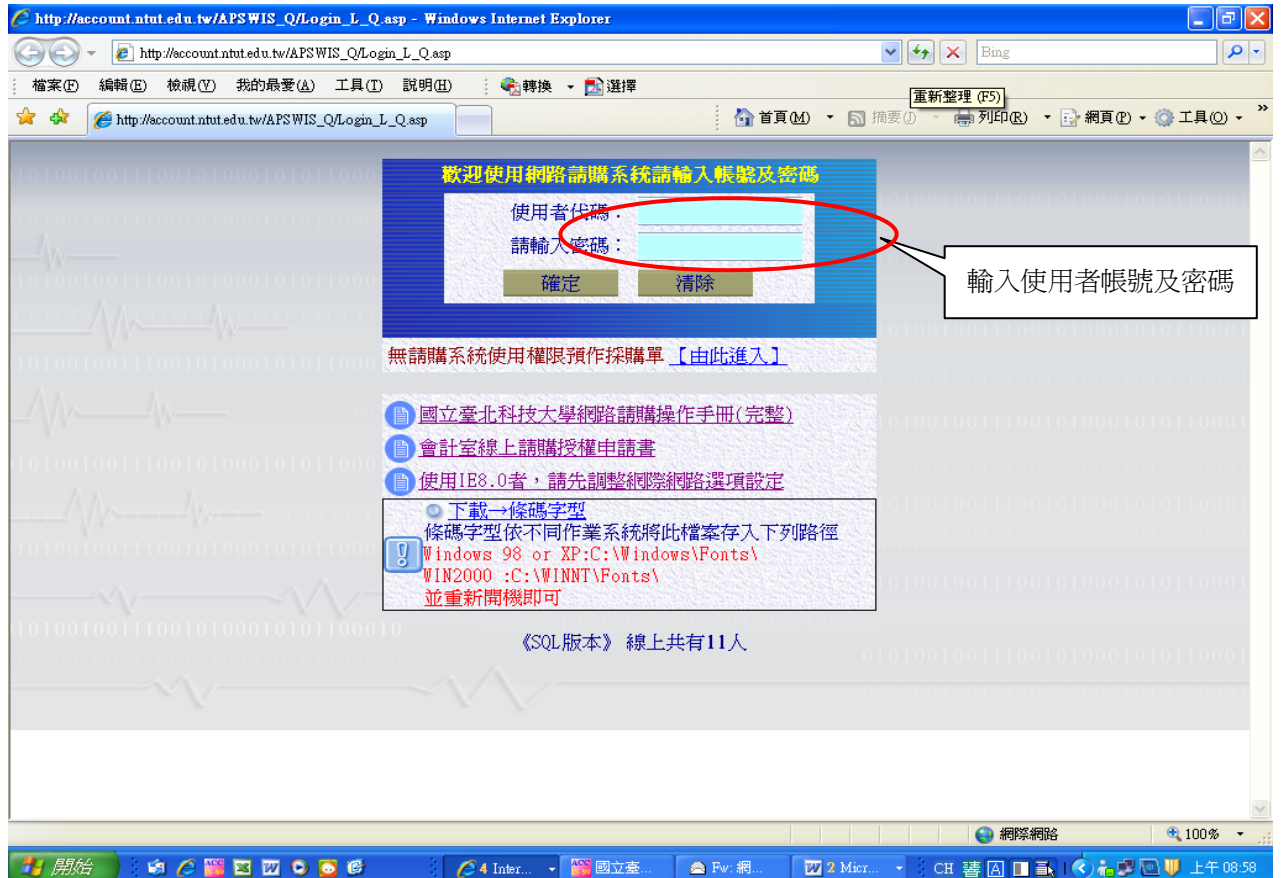 http://account.ntut.edu.tw/APSWIS_Q/Login_L_Q.asp - Windows Internet Explorer
http://account.ntut.edu.tw/APSWIS_Q/Login_L_Q.asp
Bing
檔案(F) 編輯(E) 檢視(V) 我的最愛(A) 工具(T) 說明(H) 轉換 選擇
重新整理 (F5)
http://account.ntut.edu.tw/APSWIS_Q/Login_L_Q.asp
首頁(M) 摘要(J) 列印(R) 網頁(P) 工具(O) »
歡迎使用網路請購系統請輸入帳號及密碼
使用者代碼：
請輸入密碼：
確定 清除
輸入使用者帳號及密碼
無請購系統使用權限預作採購單 【由此進入】
國立臺北科技大學網路請購操作手冊(完整)
會計室線上請購授權申請書
使用IE8.0者，請先調整網際網路選項設定
下載→條碼字型
條碼字型依不同作業系統將此檔案存入下列路徑
Windows 98 or XP:C:\Windows\Fonts\
WIN2000 :C:\WINNT\Fonts\
並重新開機即可
《SQL版本》 線上共有11人
網際網路 100%
開始 4 Inter... 國立臺... Fw: 網... 2 Micr... CH 上午 08:58